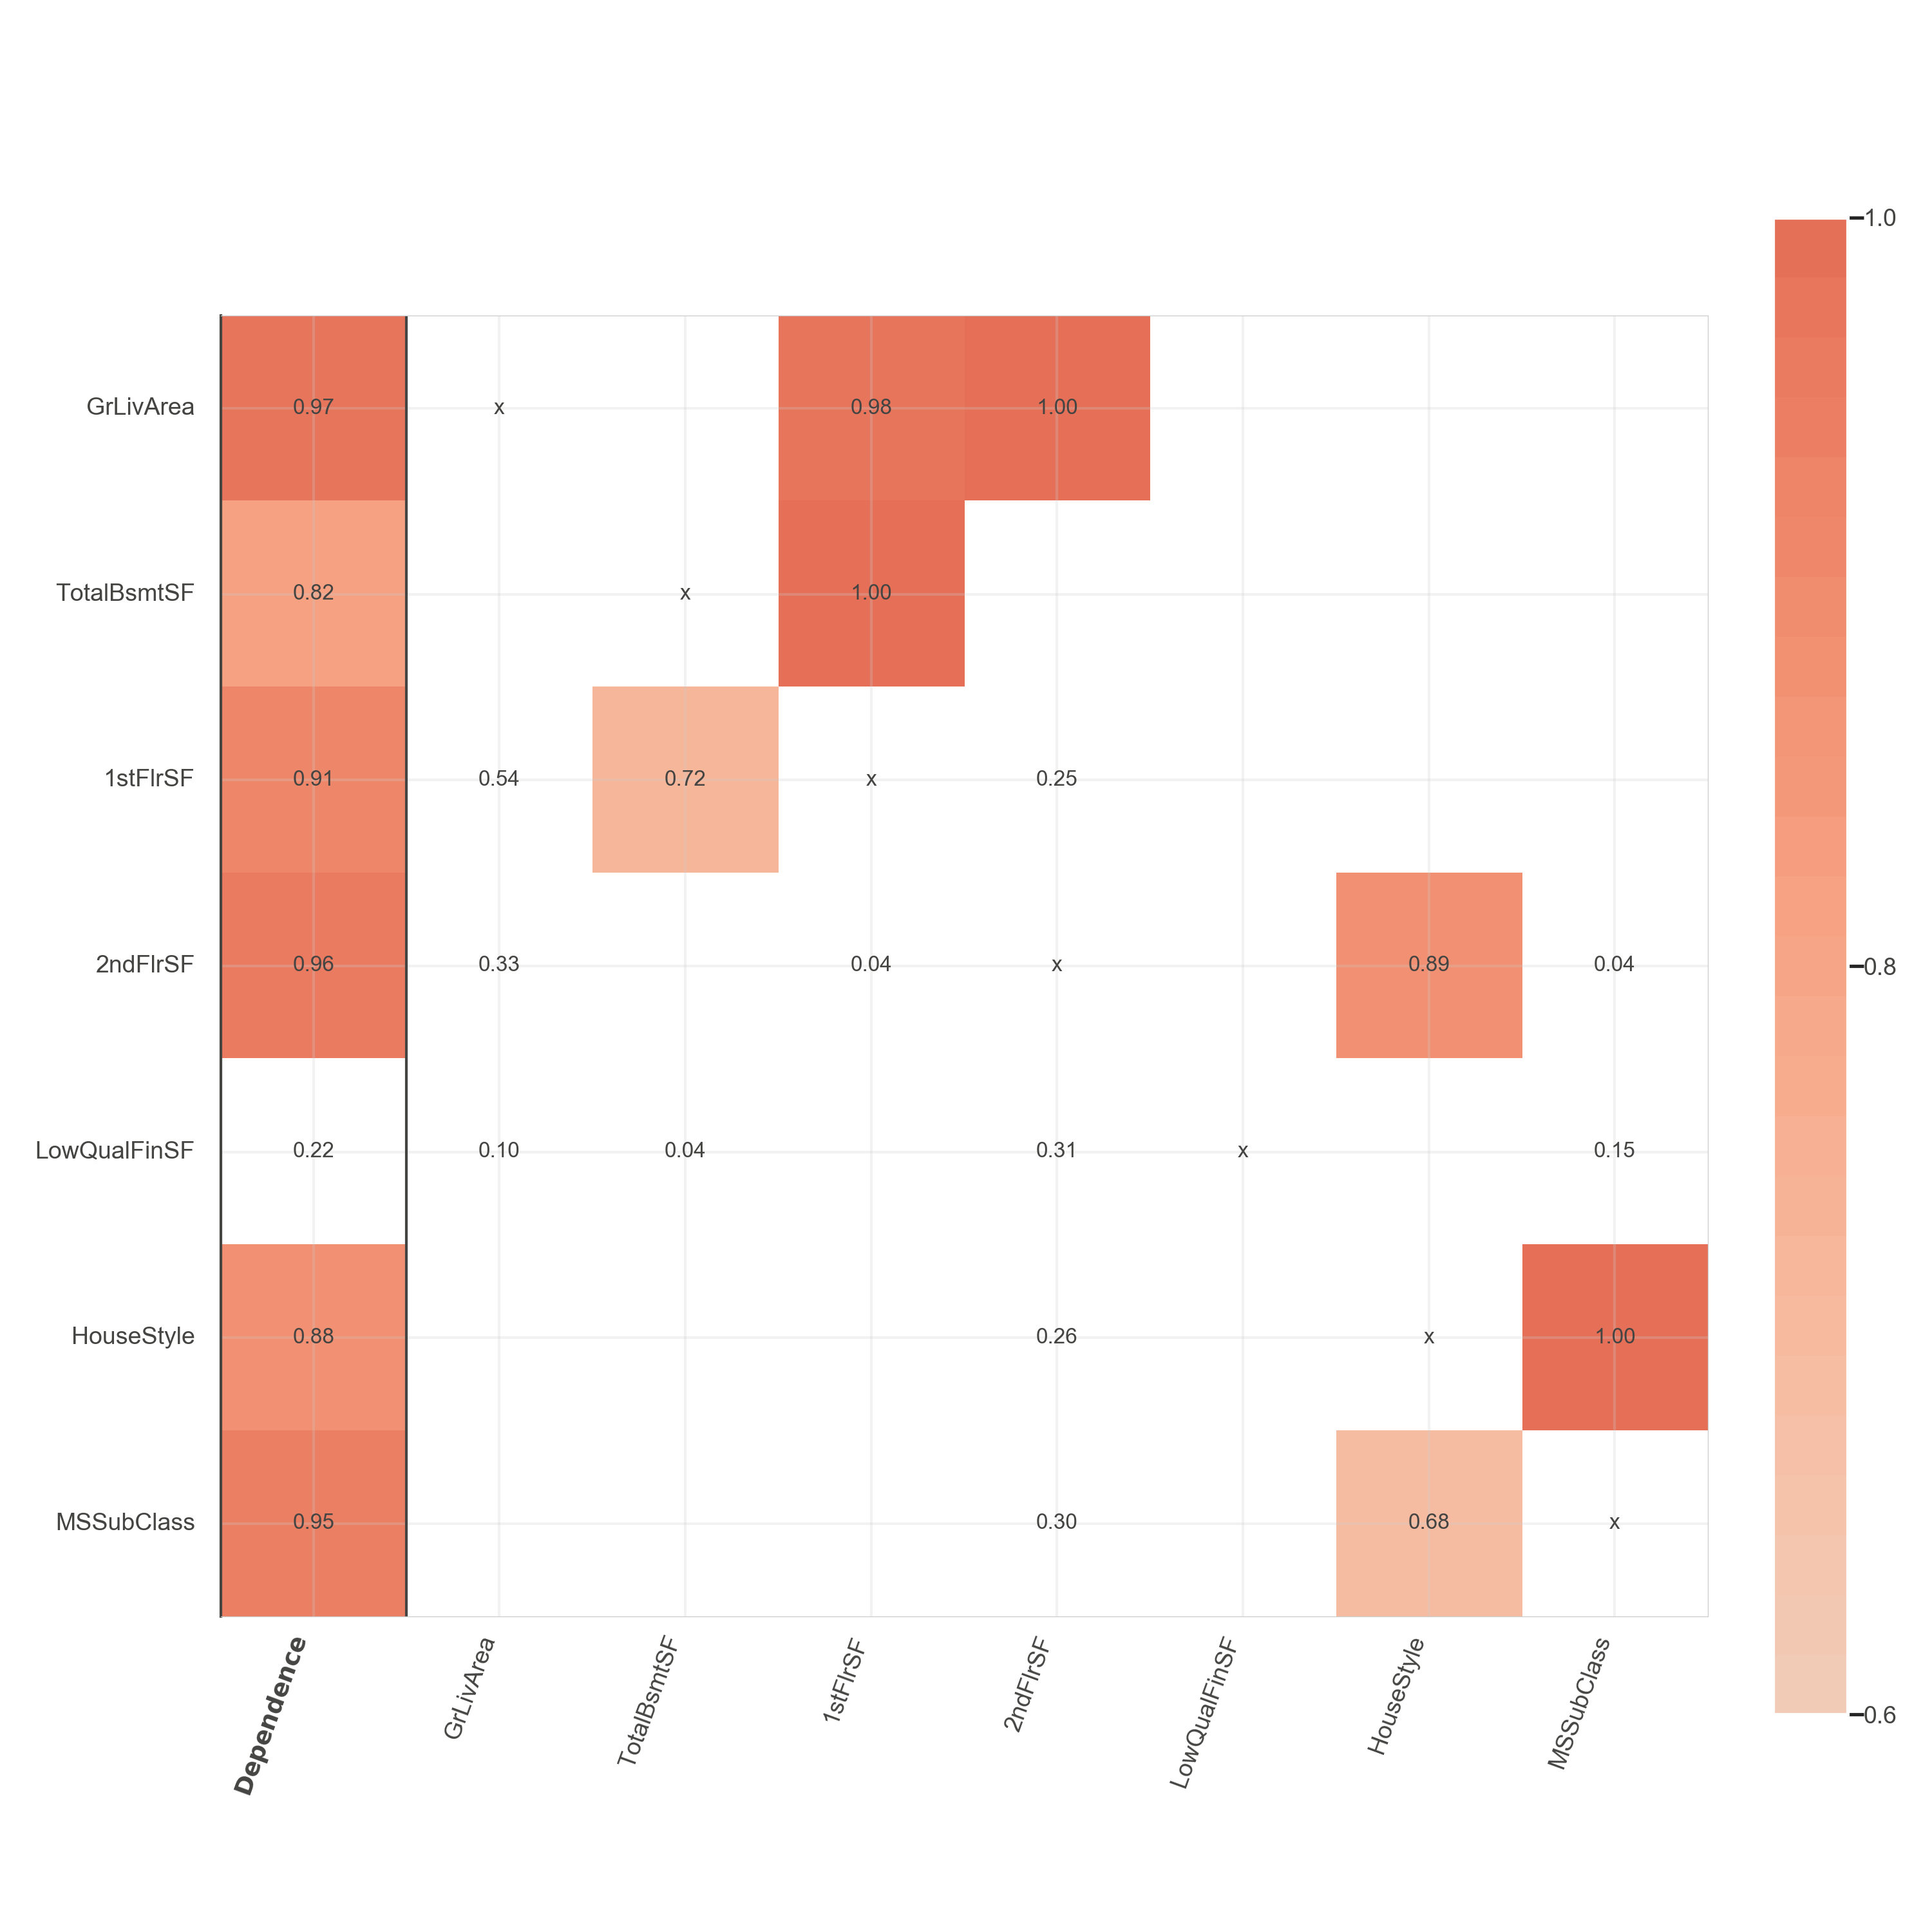 1.0
GrLivArea 0.97 x 0.98 1.00
TotalBsmtSF 0.82 x 1.00
1stFlrSF 0.91 0.54 0.72 x 0.25
2ndFlrSF 0.96 0.33 0.04 x 0.89 0.04
0.8
LowQualFinSF 0.22 0.10 0.04 0.31 x 0.15
HouseStyle 0.88 0.26 x 1.00
MSSubClass 0.95 0.30 0.68 x
0.6
Dependence GrLivArea TotalBsmtSF 1stFlrSF 2ndFlrSF LowQualFinSF HouseStyle MSSubClass